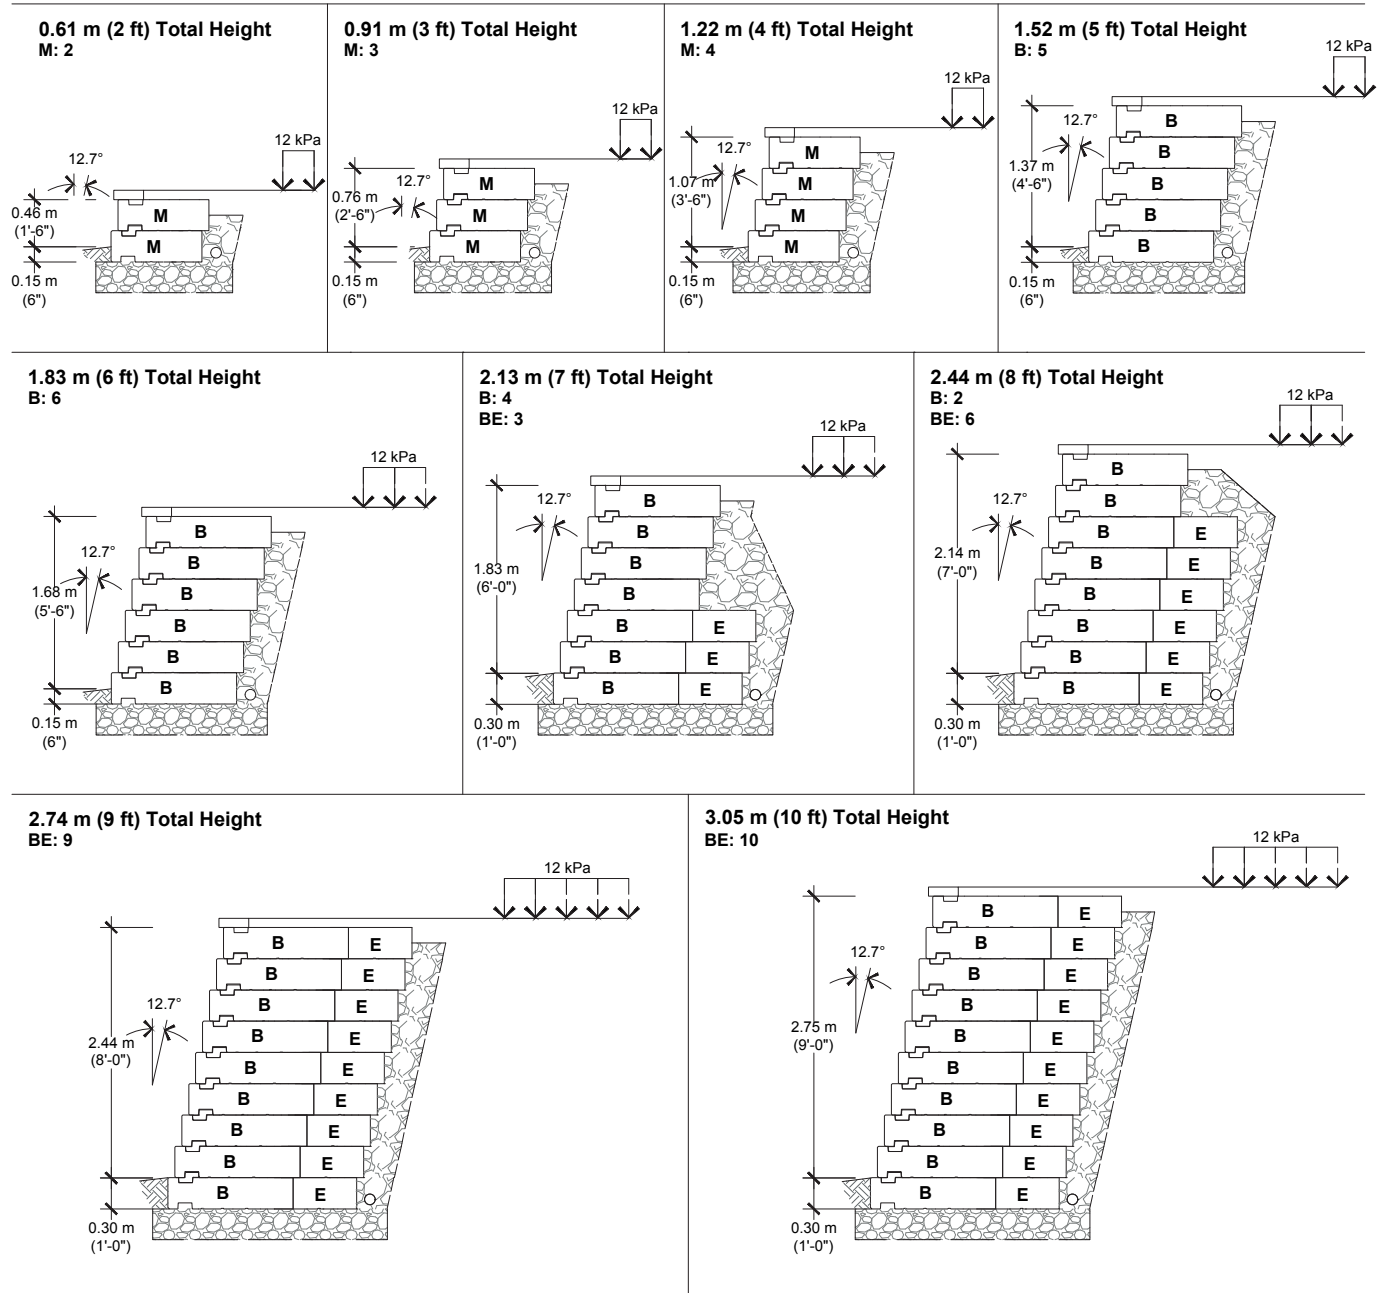 0.61 m (2 ft) Total Height
M: 2
12 kPa
12.7°
0.46 m
(1'-6")
M
M
0.15 m
(6")
0.91 m (3 ft) Total Height
M: 3
12 kPa
12.7°
0.76 m
(2'-6")
M
M
M
0.15 m
(6")
1.22 m (4 ft) Total Height
M: 4
12 kPa
12.7°
1.07 m
(3'-6")
M
M
M
M
0.15 m
(6")
1.52 m (5 ft) Total Height
B: 5
12 kPa
12.7°
1.37 m
(4'-6")
B
B
B
B
B
0.15 m
(6")
1.83 m (6 ft) Total Height
B: 6
12 kPa
12.7°
1.68 m
(5'-6")
B
B
B
B
B
B
0.15 m
(6")
2.13 m (7 ft) Total Height
B: 4
BE: 3
12 kPa
12.7°
1.83 m
(6'-0")
B
B
B
B
B E
B E
B E
0.30 m
(1'-0")
2.44 m (8 ft) Total Height
B: 2
BE: 6
12 kPa
12.7°
2.14 m
(7'-0")
B
B
B E
B E
B E
B E
B E
B E
0.30 m
(1'-0")
2.74 m (9 ft) Total Height
BE: 9
12 kPa
12.7°
2.44 m
(8'-0")
B E
B E
B E
B E
B E
B E
B E
B E
B E
0.30 m
(1'-0")
3.05 m (10 ft) Total Height
BE: 10
12 kPa
12.7°
2.75 m
(9'-0")
B E
B E
B E
B E
B E
B E
B E
B E
B E
B E
0.30 m
(1'-0")